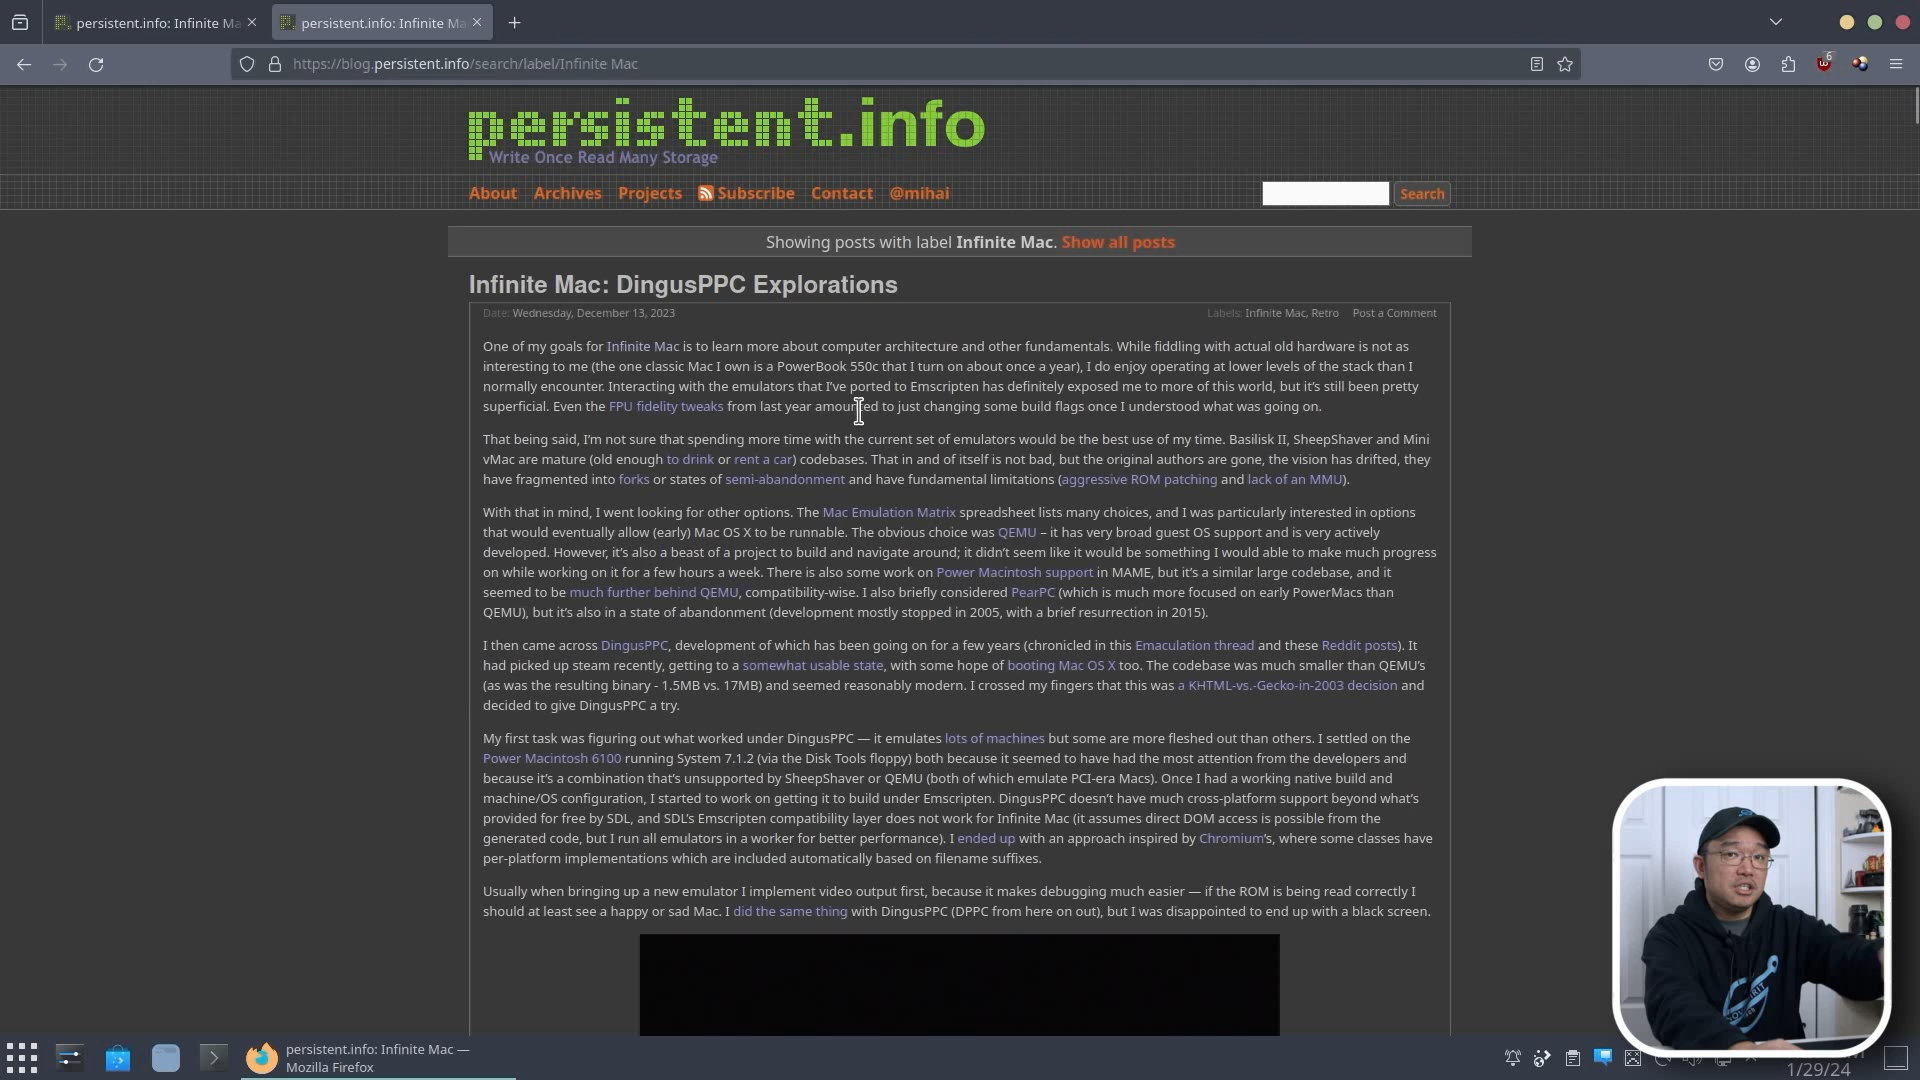 persistent.info: Infinite Ma
persistent.info: Infinite Ma
https://blog.persistent.info/search/label/Infinite Mac
6
persistent.info
Write Once Read Many Storage
About Archives Projects Subscribe Contact @mihai
Search
Showing posts with label Infinite Mac. Show all posts
Infinite Mac: DingusPPC Explorations
Date: Wednesday, December 13, 2023
Labels: Infinite Mac, Retro Post a Comment
One of my goals for Infinite Mac is to learn more about computer architecture and other fundamentals. While fiddling with actual old hardware is not as
interesting to me (the one classic Mac I own is a PowerBook 550c that I turn on about once a year), I do enjoy operating at lower levels of the stack than I
normally encounter. Interacting with the emulators that I've ported to Emscripten has definitely exposed me to more of this world, but it's still been pretty
superficial. Even the FPU fidelity tweaks from last year amounted to just changing some build flags once I understood what was going on.
That being said, I'm not sure that spending more time with the current set of emulators would be the best use of my time. Basilisk II, SheepShaver and Mini
vMac are mature (old enough to drink or rent a car) codebases. That in and of itself is not bad, but the original authors are gone, the vision has drifted, they
have fragmented into forks or states of semi-abandonment and have fundamental limitations (aggressive ROM patching and lack of an MMU).
With that in mind, I went looking for other options. The Mac Emulation Matrix spreadsheet lists many choices, and I was particularly interested in options
that would eventually allow (early) Mac OS X to be runnable. The obvious choice was QEMU – it has very broad guest OS support and is very actively
developed. However, it's also a beast of a project to build and navigate around; it didn't seem like it would be something I would able to make much progress
on while working on it for a few hours a week. There is also some work on Power Macintosh support in MAME, but it's a similar large codebase, and it
seemed to be much further behind QEMU, compatibility-wise. I also briefly considered PearPC (which is much more focused on early PowerMacs than
QEMU), but it's also in a state of abandonment (development mostly stopped in 2005, with a brief resurrection in 2015).
I then came across DingusPPC, development of which has been going on for a few years (chronicled in this Emaculation thread and these Reddit posts). It
had picked up steam recently, getting to a somewhat usable state, with some hope of booting Mac OS X too. The codebase was much smaller than QEMU's
(as was the resulting binary - 1.5MB vs. 17MB) and seemed reasonably modern. I crossed my fingers that this was a KHTML-vs.-Gecko-in-2003 decision and
decided to give DingusPPC a try.
My first task was figuring out what worked under DingusPPC — it emulates lots of machines but some are more fleshed out than others. I settled on the
Power Macintosh 6100 running System 7.1.2 (via the Disk Tools floppy) both because it seemed to have had the most attention from the developers and
because it's a combination that's unsupported by SheepShaver or QEMU (both of which emulate PCI-era Macs). Once I had a working native build and
machine/OS configuration, I started to work on getting it to build under Emscripten. DingusPPC doesn't have much cross-platform support beyond what's
provided for free by SDL, and SDL's Emscripten compatibility layer does not work for Infinite Mac (it assumes direct DOM access is possible from the
generated code, but I run all emulators in a worker for better performance). I ended up with an approach inspired by Chromium's, where some classes have
per-platform implementations which are included automatically based on filename suffixes.
Usually when bringing up a new emulator I implement video output first, because it makes debugging much easier — if the ROM is being read correctly I
should at least see a happy or sad Mac. I did the same thing with DingusPPC (DPPC from here on out), but I was disappointed to end up with a black screen.
persistent.info: Infinite Mac —
Mozilla Firefox
1/29/24